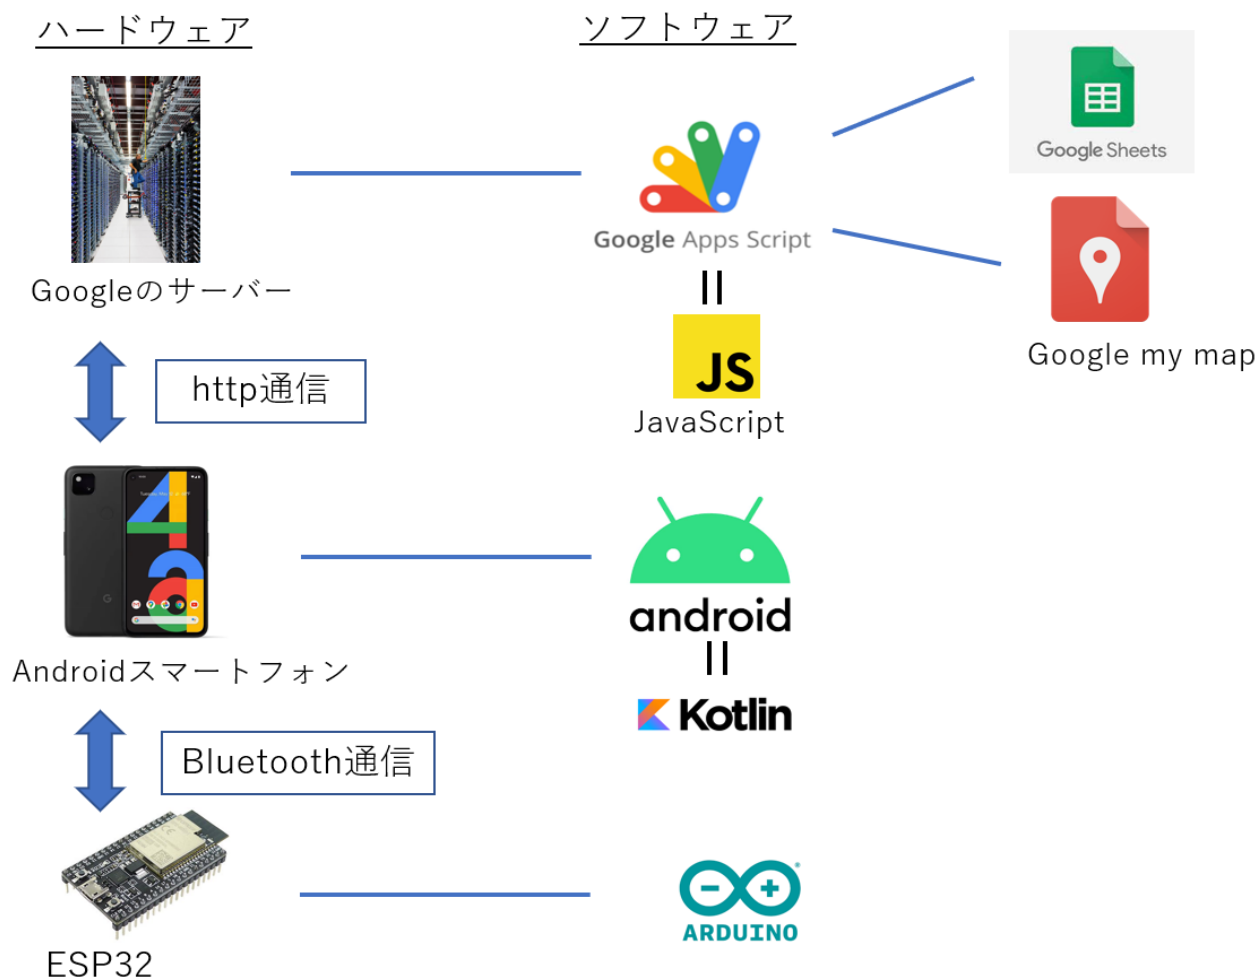 ハードウェア
ソフトウェア
Google Sheets
Google Apps Script
Googleのサーバー
JS
JavaScript
Google my map
http通信
4a
G
android
Androidスマートフォン
Kotlin
Bluetooth通信
ARDUINO
ESP32